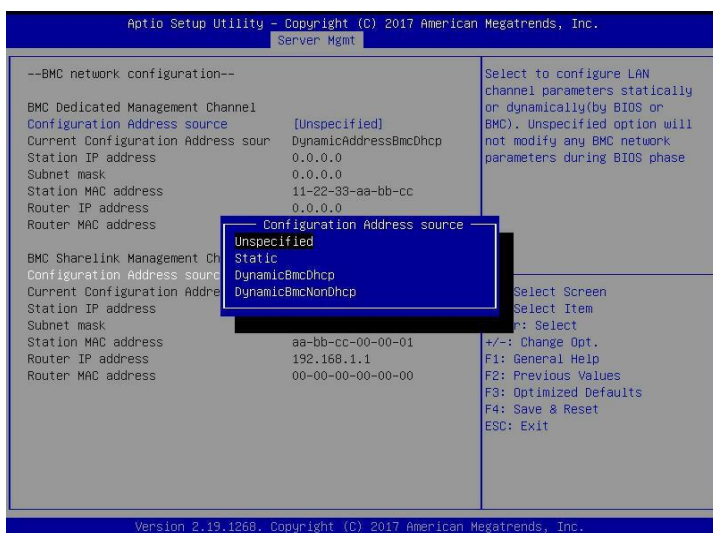 Aptio Setup Utility – Copyright (C) 2017 American Megatrends, Inc.
Server Mgmt
--BMC network configuration--
BMC Dedicated Management Channel
Configuration Address source [Unspecified]
Current Configuration Address sour DynamicAddressBmcDhcp
Station IP address 0.0.0.0
Subnet mask 0.0.0.0
Station MAC address 11-22-33-aa-bb-cc
Router IP address 0.0.0.0
Router MAC address
BMC Sharelink Management Ch
Configuration Address sourc
Current Configuration Addre
Station IP address
Subnet mask
Station MAC address aa-bb-cc-00-00-01
Router IP address 192.168.1.1
Router MAC address 00-00-00-00-00-00
Configuration Address source
Unspecified
Static
DynamicBmcDhcp
DynamicBmcNonDhcp
Select to configure LAN
channel parameters statically
or dynamically(by BIOS or
BMC). Unspecified option will
not modify any BMC network
parameters during BIOS phase
Select Screen
Select Item
r: Select
+/-: Change Opt.
F1: General Help
F2: Previous Values
F3: Optimized Defaults
F4: Save & Reset
ESC: Exit
Version 2.19.1268. Copyright (C) 2017 American Megatrends, Inc.